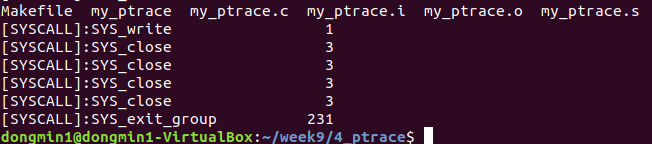 Makefile  my_ptrace  my_ptrace.c  my_ptrace.i  my_ptrace.o  my_ptrace.s
[SYSCALL]:SYS_write                   1
[SYSCALL]:SYS_close                   3
[SYSCALL]:SYS_close                   3
[SYSCALL]:SYS_close                   3
[SYSCALL]:SYS_close                   3
[SYSCALL]:SYS_exit_group            231
dongmin1@dongmin1-VirtualBox:~/week9/4_ptrace$